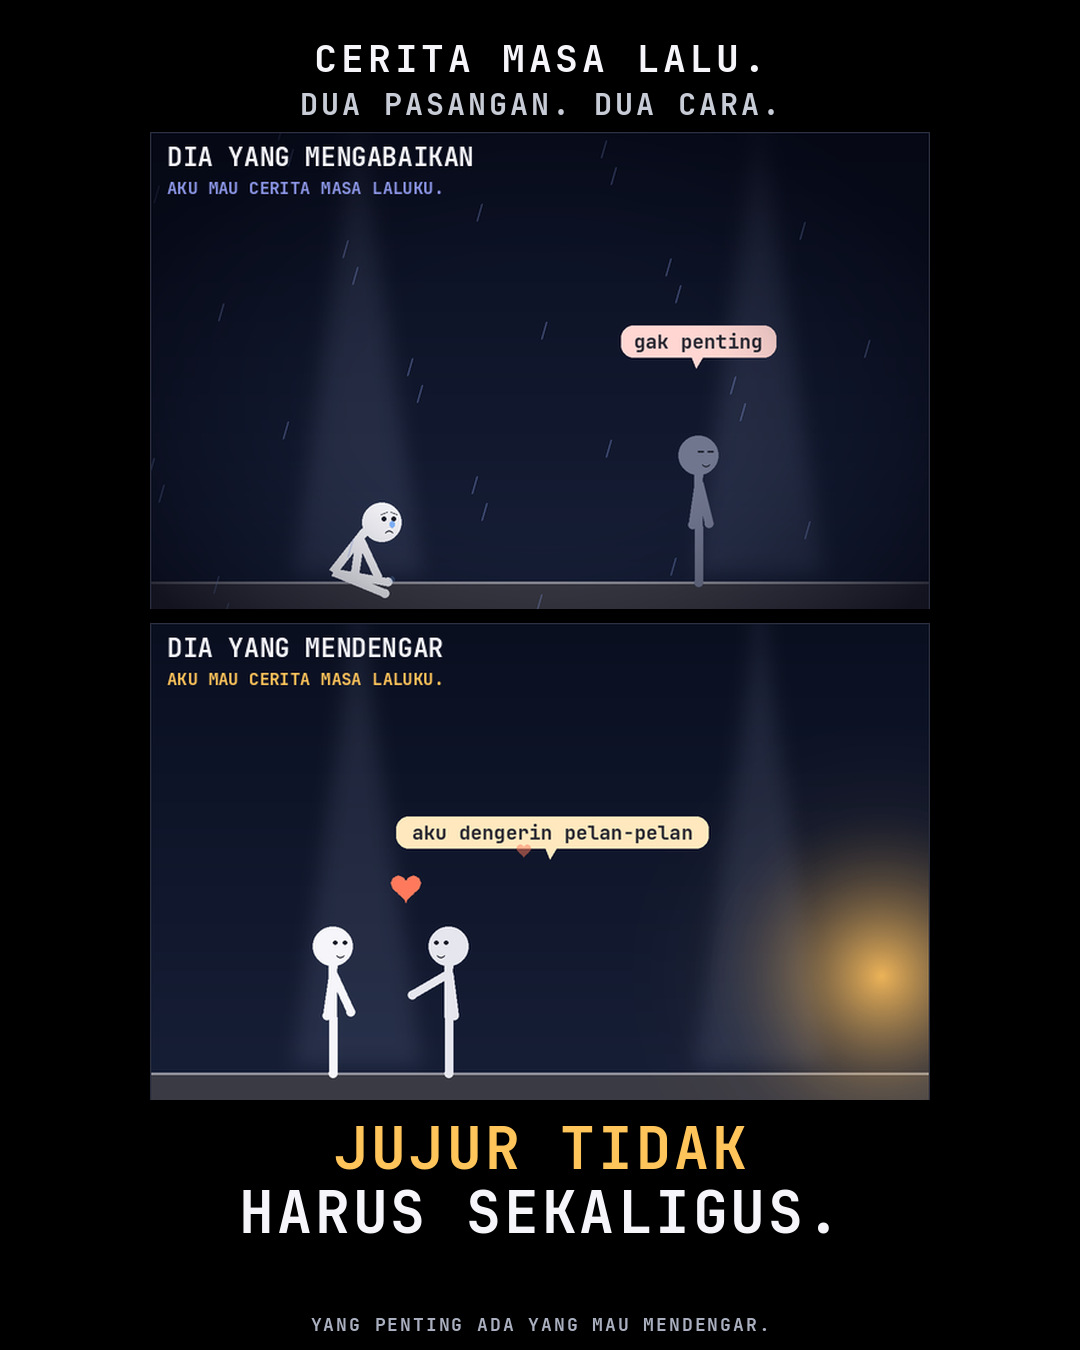 CERITA MASA LALU.
DUA PASANGAN. DUA CARA.
DIA YANG MENGABAIKAN
AKU MAU CERITA MASA LALUKU.
gak penting
DIA YANG MENDENGAR
AKU MAU CERITA MASA LALUKU.
aku dengerin pelan-pelan
JUJUR TIDAK
HARUS SEKALIGUS.
YANG PENTING ADA YANG MAU MENDENGAR.